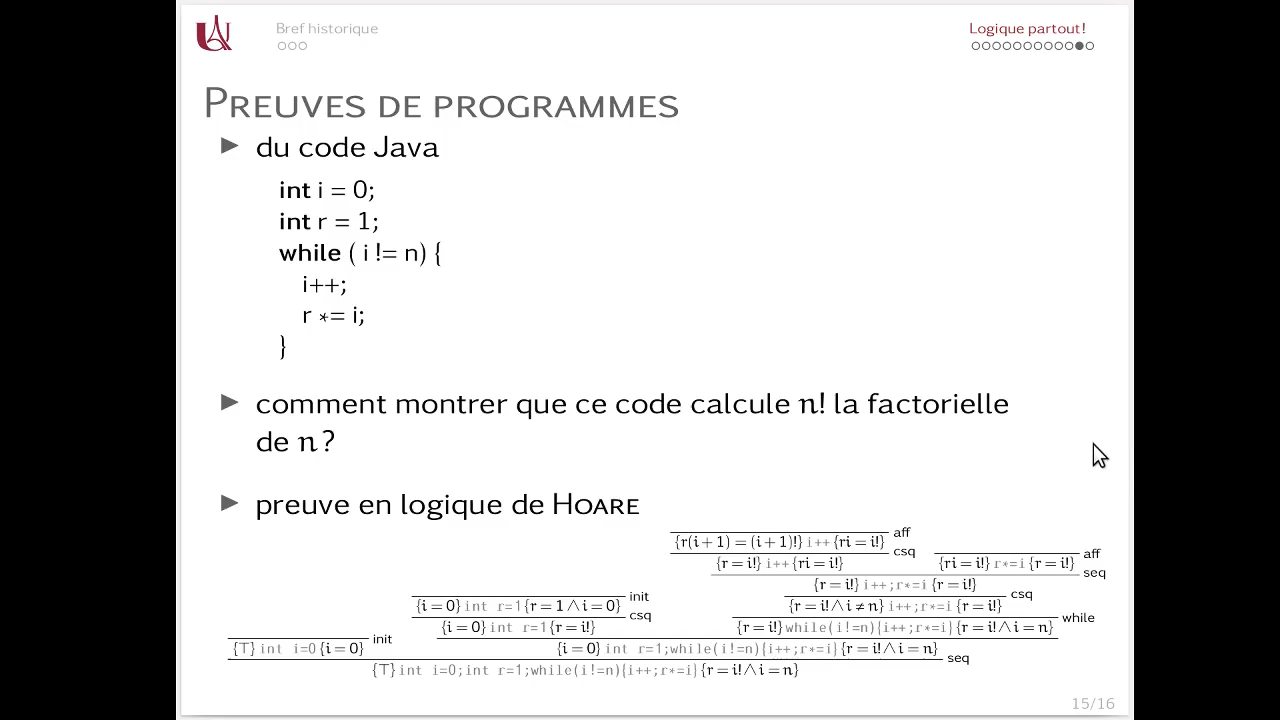 Bref historique
Logique partout!
PREUVES DE PROGRAMMES
du code Java
int i = 0;
int r = 1;
while ( i != n) {
i++;
r *= i;
}
comment montrer que ce code calcule n! la factorielle
de n ?
preuve en logique de HOARE
aff
{r(i+1) = (i+1)!} i++ {ri = i!}
csq
aff
{r = i!} i++ {ri = i!}
{ri = i!} r*=i {r = i!}
seq
{r = i!} i++;r*=i {r = i!}
csq
init
{i = 0} int r=1 {r = 1 ∧ i = 0}
{r = i! ∧ i ≠ n} i++;r*=i {r = i!}
csq
while
{i = 0} int r=1 {r = i!}
{r = i!} while(i!=n){i++;r*=i} {r = i! ∧ i = n}
init
{⊤} int i=0 {i = 0}
{i = 0} int r=1;while(i!=n){i++;r*=i} {r = i! ∧ i = n}
seq
{⊤} int i=0;int r=1;while(i!=n){i++;r*=i} {r = i! ∧ i = n}
15/16